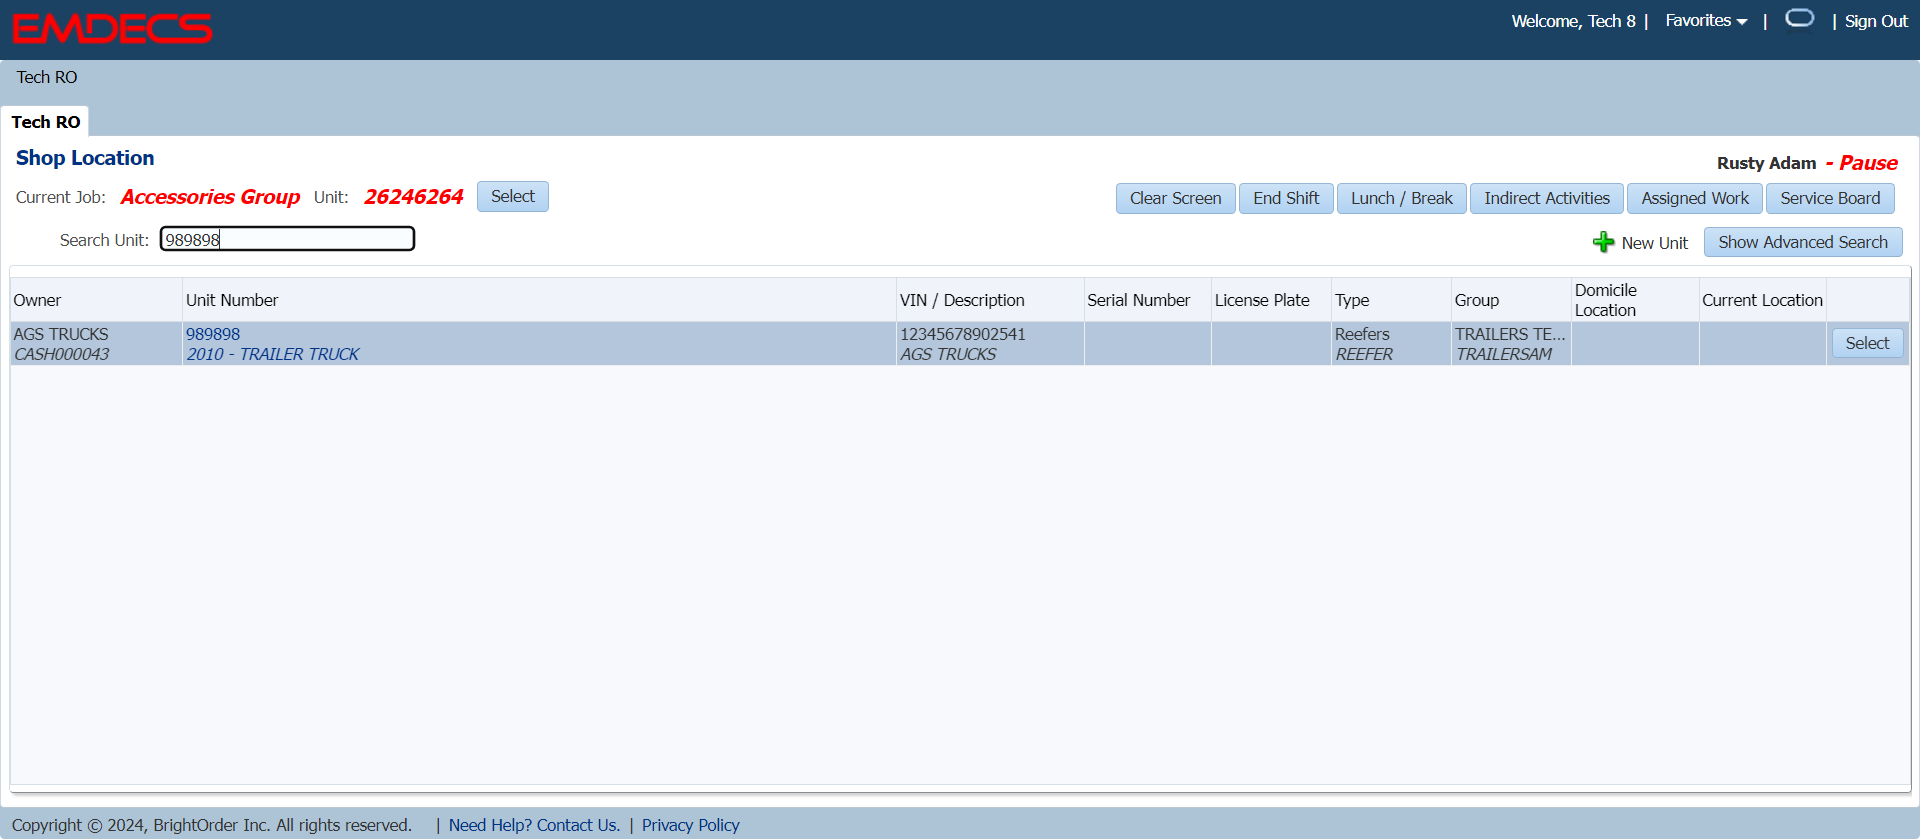 EMDECS
Welcome, Tech 8 | Favorites | | Sign Out
Tech RO
Tech RO
Shop Location
Rusty Adam - Pause
Current Job: Accessories Group Unit: 26246264 Select
Clear Screen End Shift Lunch / Break Indirect Activities Assigned Work Service Board
Search Unit: 989898
New Unit Show Advanced Search
Owner Unit Number VIN / Description Serial Number License Plate Type Group Domicile Location Current Location
AGS TRUCKS 989898 12345678902541 Reefers TRAILERS TE...
CASH000043 2010 - TRAILER TRUCK AGS TRUCKS REEFER TRAILERSAM
Select
Copyright © 2024, BrightOrder Inc. All rights reserved. | Need Help? Contact Us. | Privacy Policy